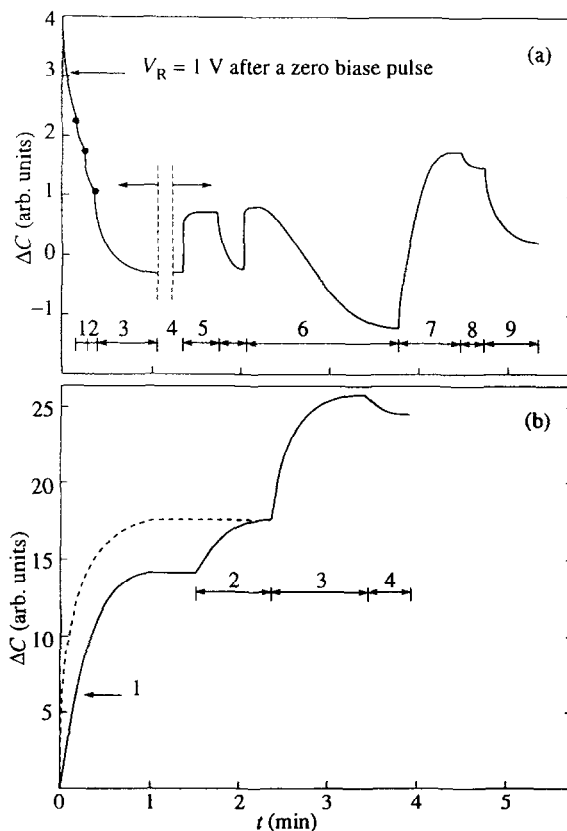 4
(a)
V_R = 1 V after a zero biase pulse
3
2
1
0
−1
ΔC (arb. units)
1 2 3 4 5 6 7 8 9
(b)
25
20
15
10
5
ΔC (arb. units)
2 3 4
1
0 1 2 3 4 5
t (min)